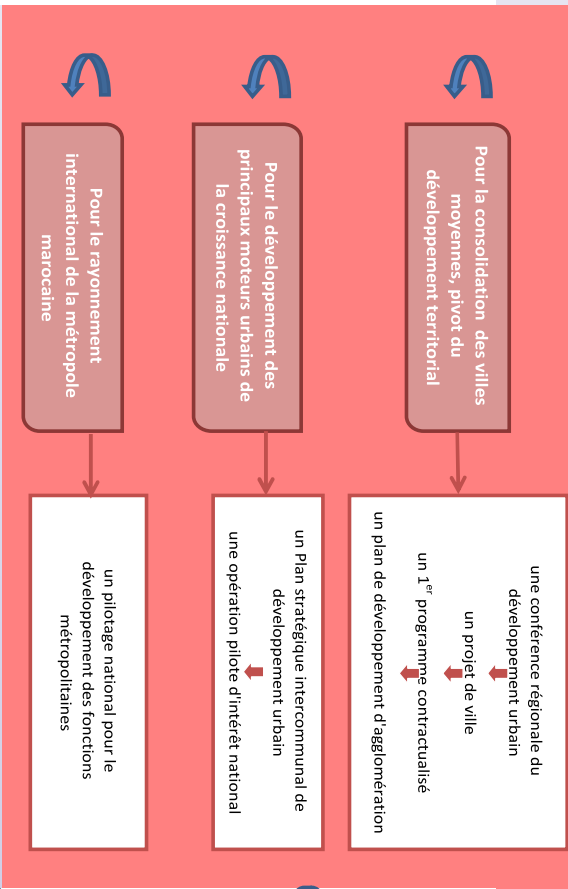 Pour la consolidation des villes
moyennes, pivot du
développement territorial
une conférence régionale du
développement urbain
un projet de ville
un 1er programme contractualisé
un plan de développement d'agglomération
Pour le développement des
principaux moteurs urbains de
la croissance nationale
un Plan stratégique intercommunal de
développement urbain
une opération pilote d'intérêt national
Pour le rayonnement
international de la métropole
marocaine
un pilotage national pour le
développement des fonctions
métropolitaines